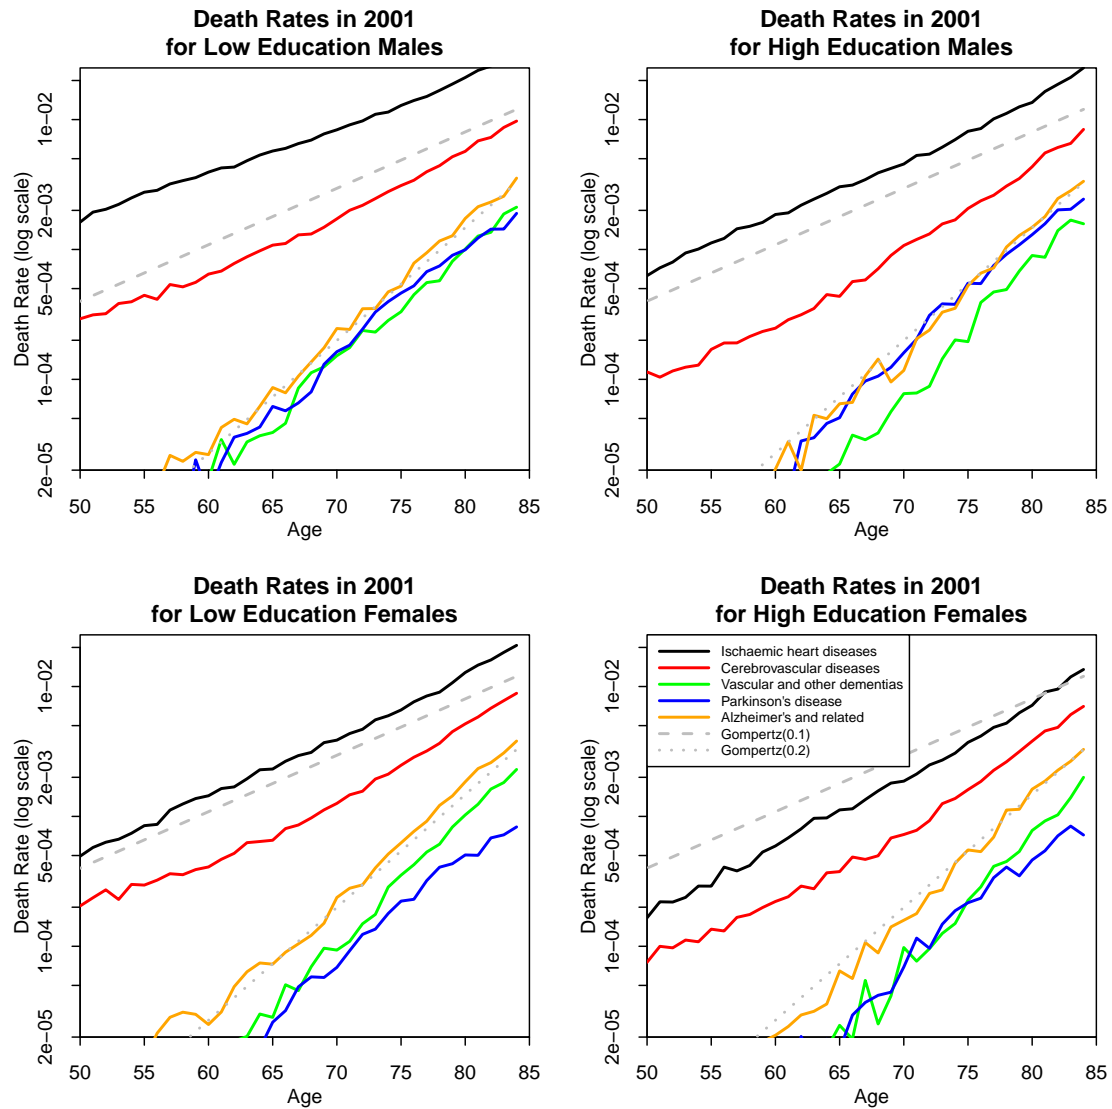 Death Rates in 2001
for Low Education Males
Death Rate (log scale)
1e−02
2e−03
5e−04
1e−04
2e−05
50 55 60 65 70 75 80 85
Age
Death Rates in 2001
for High Education Males
Death Rate (log scale)
1e−02
2e−03
5e−04
1e−04
2e−05
50 55 60 65 70 75 80 85
Age
Death Rates in 2001
for Low Education Females
Death Rate (log scale)
1e−02
2e−03
5e−04
1e−04
2e−05
50 55 60 65 70 75 80 85
Age
Death Rates in 2001
for High Education Females
Ischaemic heart diseases
Cerebrovascular diseases
Vascular and other dementias
Parkinson's disease
Alzheimer's and related
Gompertz(0.1)
Gompertz(0.2)
Death Rate (log scale)
1e−02
2e−03
5e−04
1e−04
2e−05
50 55 60 65 70 75 80 85
Age